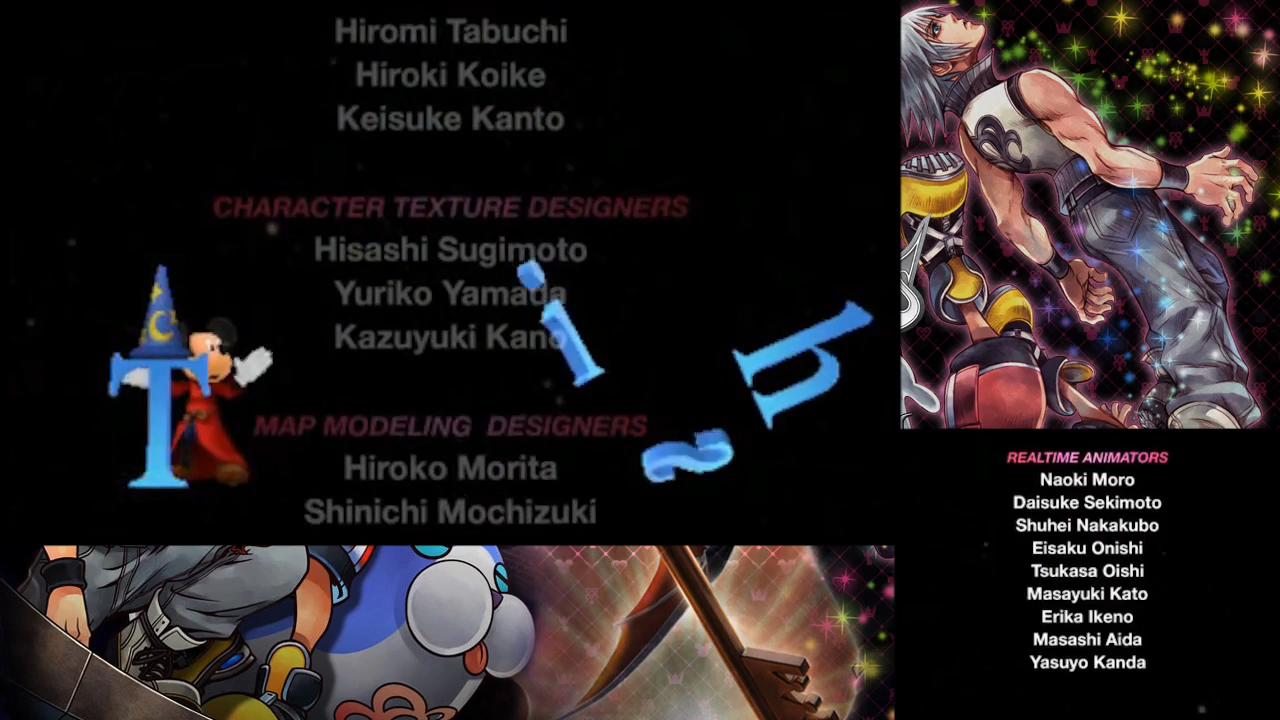 Hiromi Tabuchi
Hiroki Koike
Keisuke Kanto
CHARACTER TEXTURE DESIGNERS
Hisashi Sugimoto
Yuriko Yamada
Kazuyuki Kano
MAP MODELING DESIGNERS
Hiroko Morita
Shinichi Mochizuki
T
i
s
h
REALTIME ANIMATORS
Naoki Moro
Daisuke Sekimoto
Shuhei Nakakubo
Eisaku Onishi
Tsukasa Oishi
Masayuki Kato
Erika Ikeno
Masashi Aida
Yasuyo Kanda